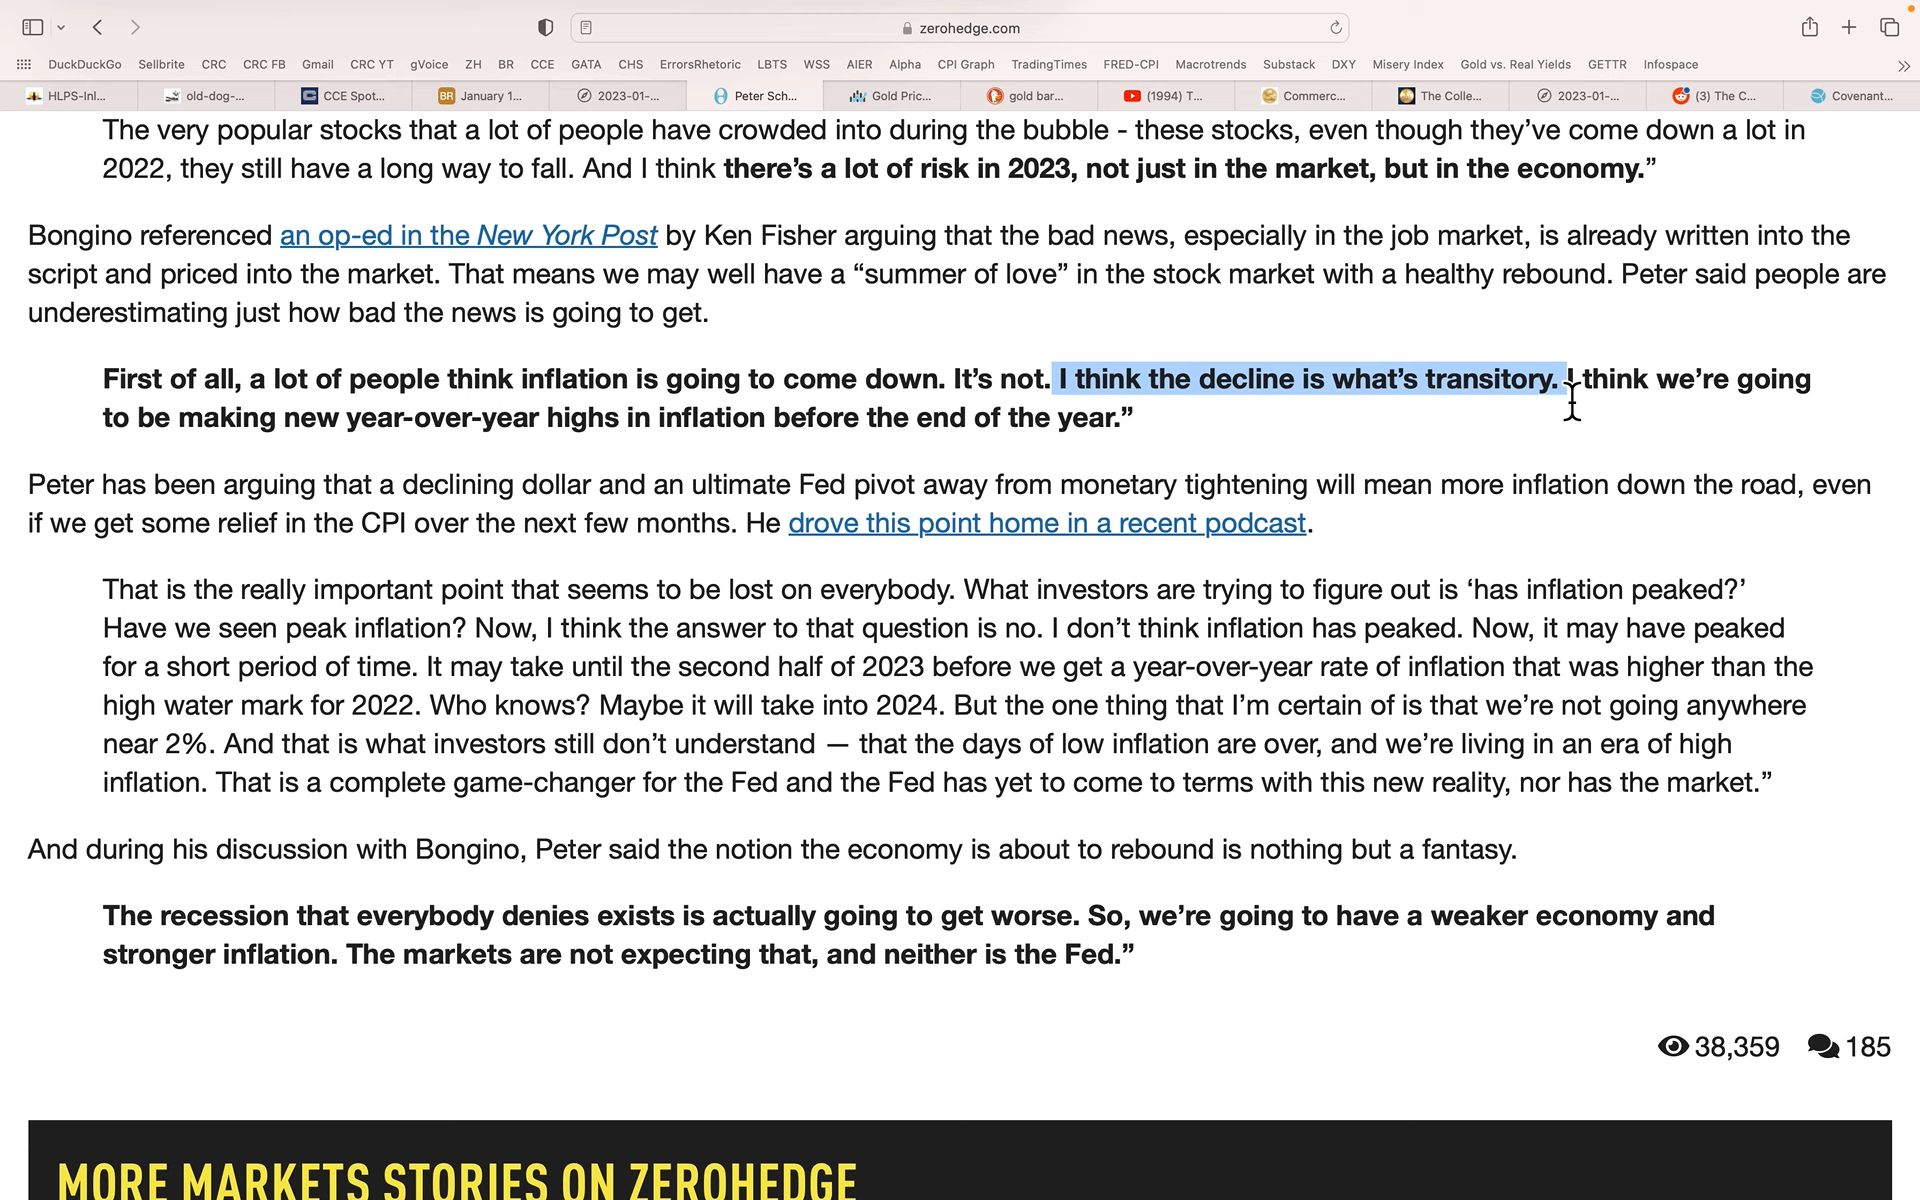 zerohedge.com
DuckDuckGo Sellbrite CRC CRC FB Gmail CRC YT gVoice ZH BR CCE GATA CHS ErrorsRhetoric LBTS WSS AIER Alpha CPI Graph TradingTimes FRED-CPI Macrotrends Substack DXY Misery Index Gold vs. Real Yields GETTR Infospace
HLPS-Inl... old-dog-... CCE Spot... BR January 1... 2023-01-... Peter Sch... Gold Pric... gold bar... (1994) T... Commerc... The Colle... 2023-01-... (3) The C... Covenant...
The very popular stocks that a lot of people have crowded into during the bubble - these stocks, even though they’ve come down a lot in
2022, they still have a long way to fall. And I think there’s a lot of risk in 2023, not just in the market, but in the economy.”
Bongino referenced an op-ed in the New York Post by Ken Fisher arguing that the bad news, especially in the job market, is already written into the
script and priced into the market. That means we may well have a “summer of love” in the stock market with a healthy rebound. Peter said people are
underestimating just how bad the news is going to get.
First of all, a lot of people think inflation is going to come down. It’s not. I think the decline is what’s transitory. I think we’re going
to be making new year-over-year highs in inflation before the end of the year.”
Peter has been arguing that a declining dollar and an ultimate Fed pivot away from monetary tightening will mean more inflation down the road, even
if we get some relief in the CPI over the next few months. He drove this point home in a recent podcast.
That is the really important point that seems to be lost on everybody. What investors are trying to figure out is ‘has inflation peaked?’
Have we seen peak inflation? Now, I think the answer to that question is no. I don’t think inflation has peaked. Now, it may have peaked
for a short period of time. It may take until the second half of 2023 before we get a year-over-year rate of inflation that was higher than the
high water mark for 2022. Who knows? Maybe it will take into 2024. But the one thing that I’m certain of is that we’re not going anywhere
near 2%. And that is what investors still don’t understand — that the days of low inflation are over, and we’re living in an era of high
inflation. That is a complete game-changer for the Fed and the Fed has yet to come to terms with this new reality, nor has the market.”
And during his discussion with Bongino, Peter said the notion the economy is about to rebound is nothing but a fantasy.
The recession that everybody denies exists is actually going to get worse. So, we’re going to have a weaker economy and
stronger inflation. The markets are not expecting that, and neither is the Fed.”
38,359 185
MORE MARKETS STORIES ON ZEROHEDGE